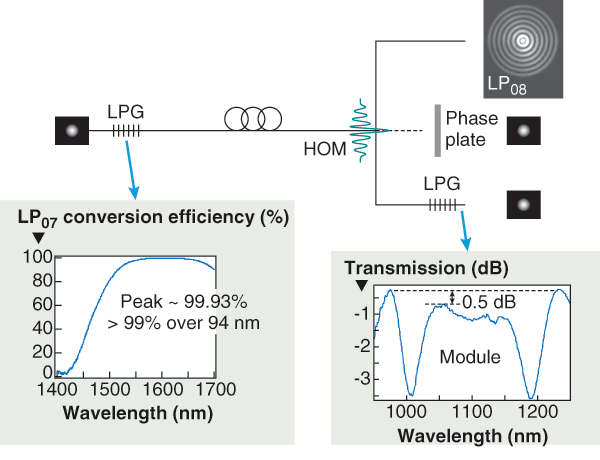 LP08
LPG
Phase
plate
HOM
LPG
LP07 conversion efficiency (%)
100
80
60
40
20
0
Peak ~ 99.93%
> 99% over 94 nm
1400 1500 1600 1700
Wavelength (nm)
Transmission (dB)
0.5 dB
-1
-2
-3
Module
1000 1100 1200
Wavelength (nm)